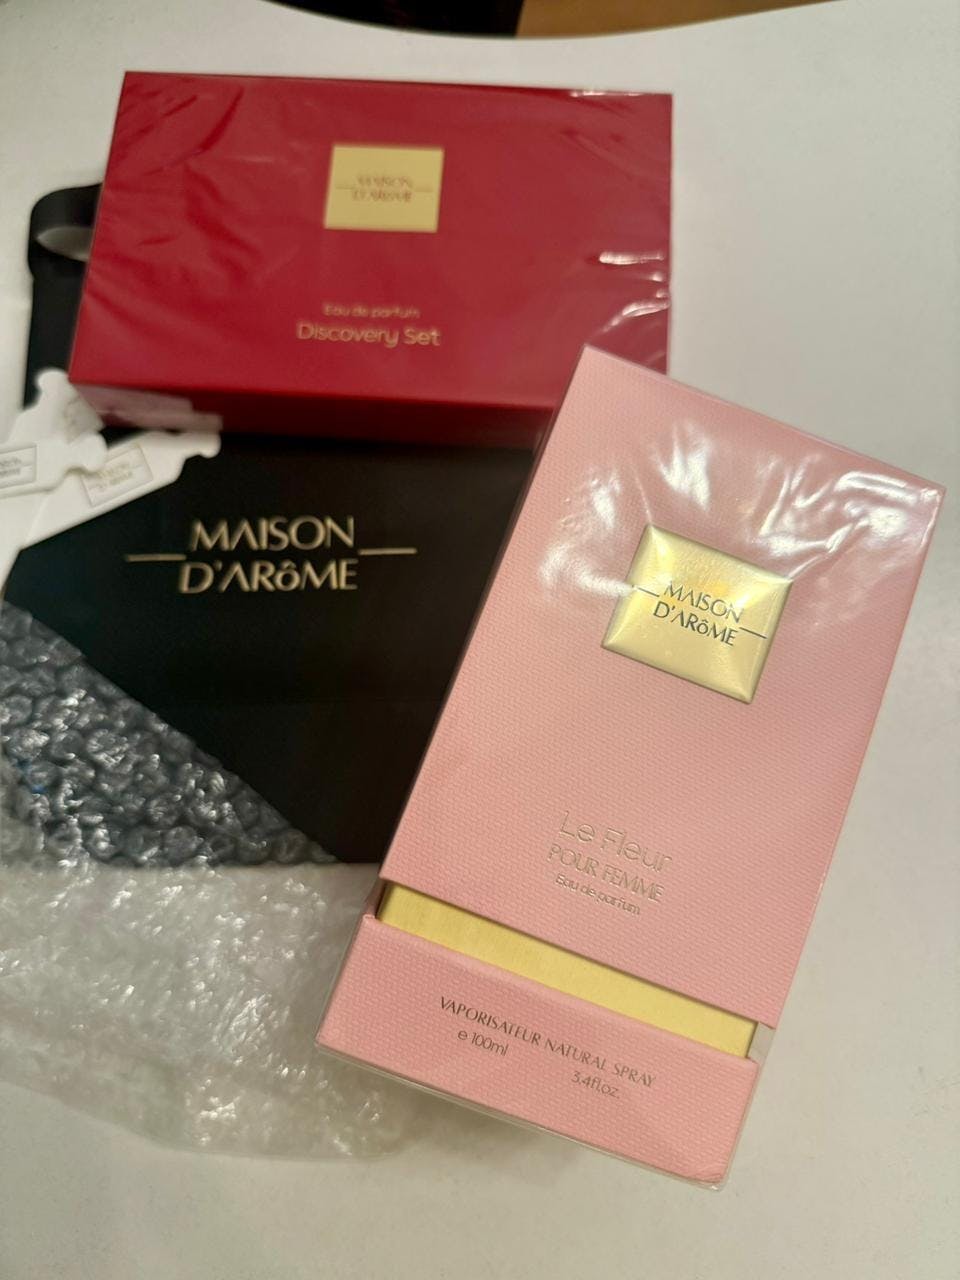 MAISON
D'ARôME
Eau de parfum
Discovery Set
MAISON
D'ARôME
MAISON
D'ARôME
Le Fleur
POUR FEMME
Eau de parfum
VAPORISATEUR NATURAL SPRAY
e 100ml
3.4fl.oz.